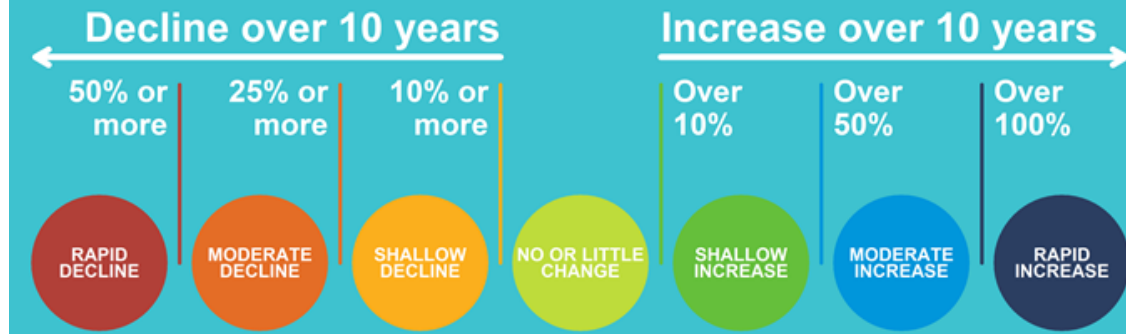 Decline over 10 years
Increase over 10 years
50% or
more
25% or
more
10% or
more
Over
10%
Over
50%
Over
100%
RAPID
DECLINE
MODERATE
DECLINE
SHALLOW
DECLINE
NO OR LITTLE
CHANGE
SHALLOW
INCREASE
MODERATE
INCREASE
RAPID
INCREASE